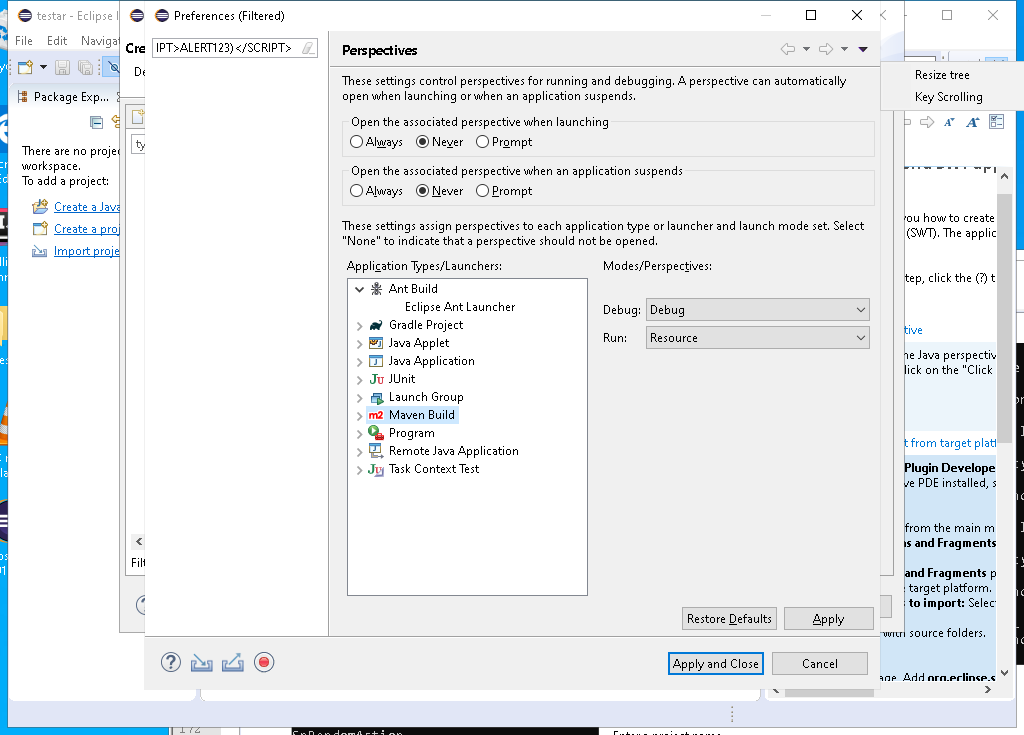 testar - Eclipse I
File Edit Navigat
Package Exp...
There are no projec
workspace.
To add a project:
Create a Java
Create a proj
Import proje
Cre
De
ty
Filt
Preferences (Filtered)
IPT>ALERT123)</SCRIPT>
Perspectives
These settings control perspectives for running and debugging. A perspective can automatically
open when launching or when an application suspends.
Open the associated perspective when launching
Always Never Prompt
Open the associated perspective when an application suspends
Always Never Prompt
These settings assign perspectives to each application type or launcher and launch mode set. Select
"None" to indicate that a perspective should not be opened.
Application Types/Launchers:
Ant Build
Eclipse Ant Launcher
Gradle Project
Java Applet
Java Application
JUnit
Launch Group
Maven Build
Program
Remote Java Application
Task Context Test
Modes/Perspectives:
Debug: Debug
Run: Resource
Restore Defaults Apply
Apply and Close Cancel
Resize tree
Key Scrolling
you how to create
(SWT). The applic
tep, click the (?) t
tive
he Java perspectiv
lick on the "Click
t from target platf
Plugin Develope
ve PDE installed, s
from the main m
ns and Fragments
and Fragments p
e target platform.
s to import: Selec
with source folders.
age. Add org.eclipse.s
172
SpRandomAction
Enter a project name